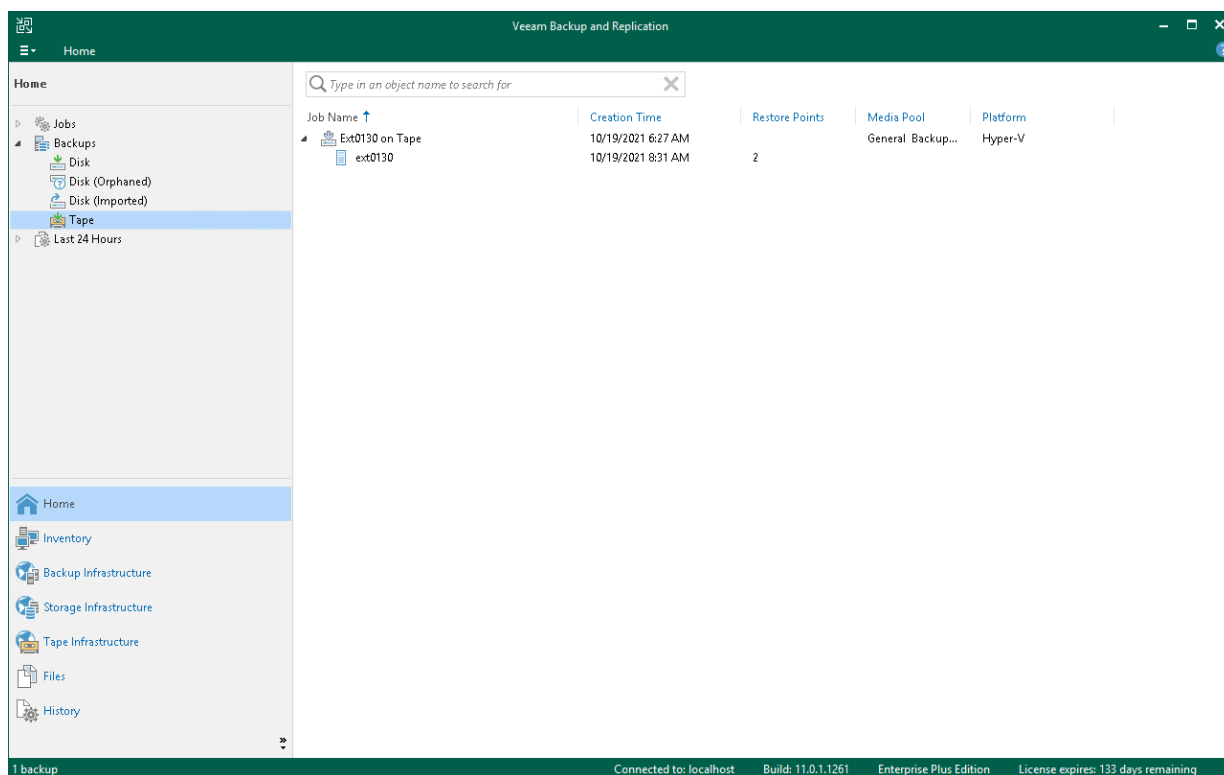 Veeam Backup and Replication
Home
Home
Type in an object name to search for
Jobs
Backups
Disk
Disk (Orphaned)
Disk (Imported)
Tape
Last 24 Hours
Job Name Creation Time Restore Points Media Pool Platform
Ext0130 on Tape 10/19/2021 6:27 AM General Backup... Hyper-V
ext0130 10/19/2021 8:31 AM 2
Home
Inventory
Backup Infrastructure
Storage Infrastructure
Tape Infrastructure
Files
History
1 backup Connected to: localhost Build: 11.0.1.1261 Enterprise Plus Edition License expires: 133 days remaining